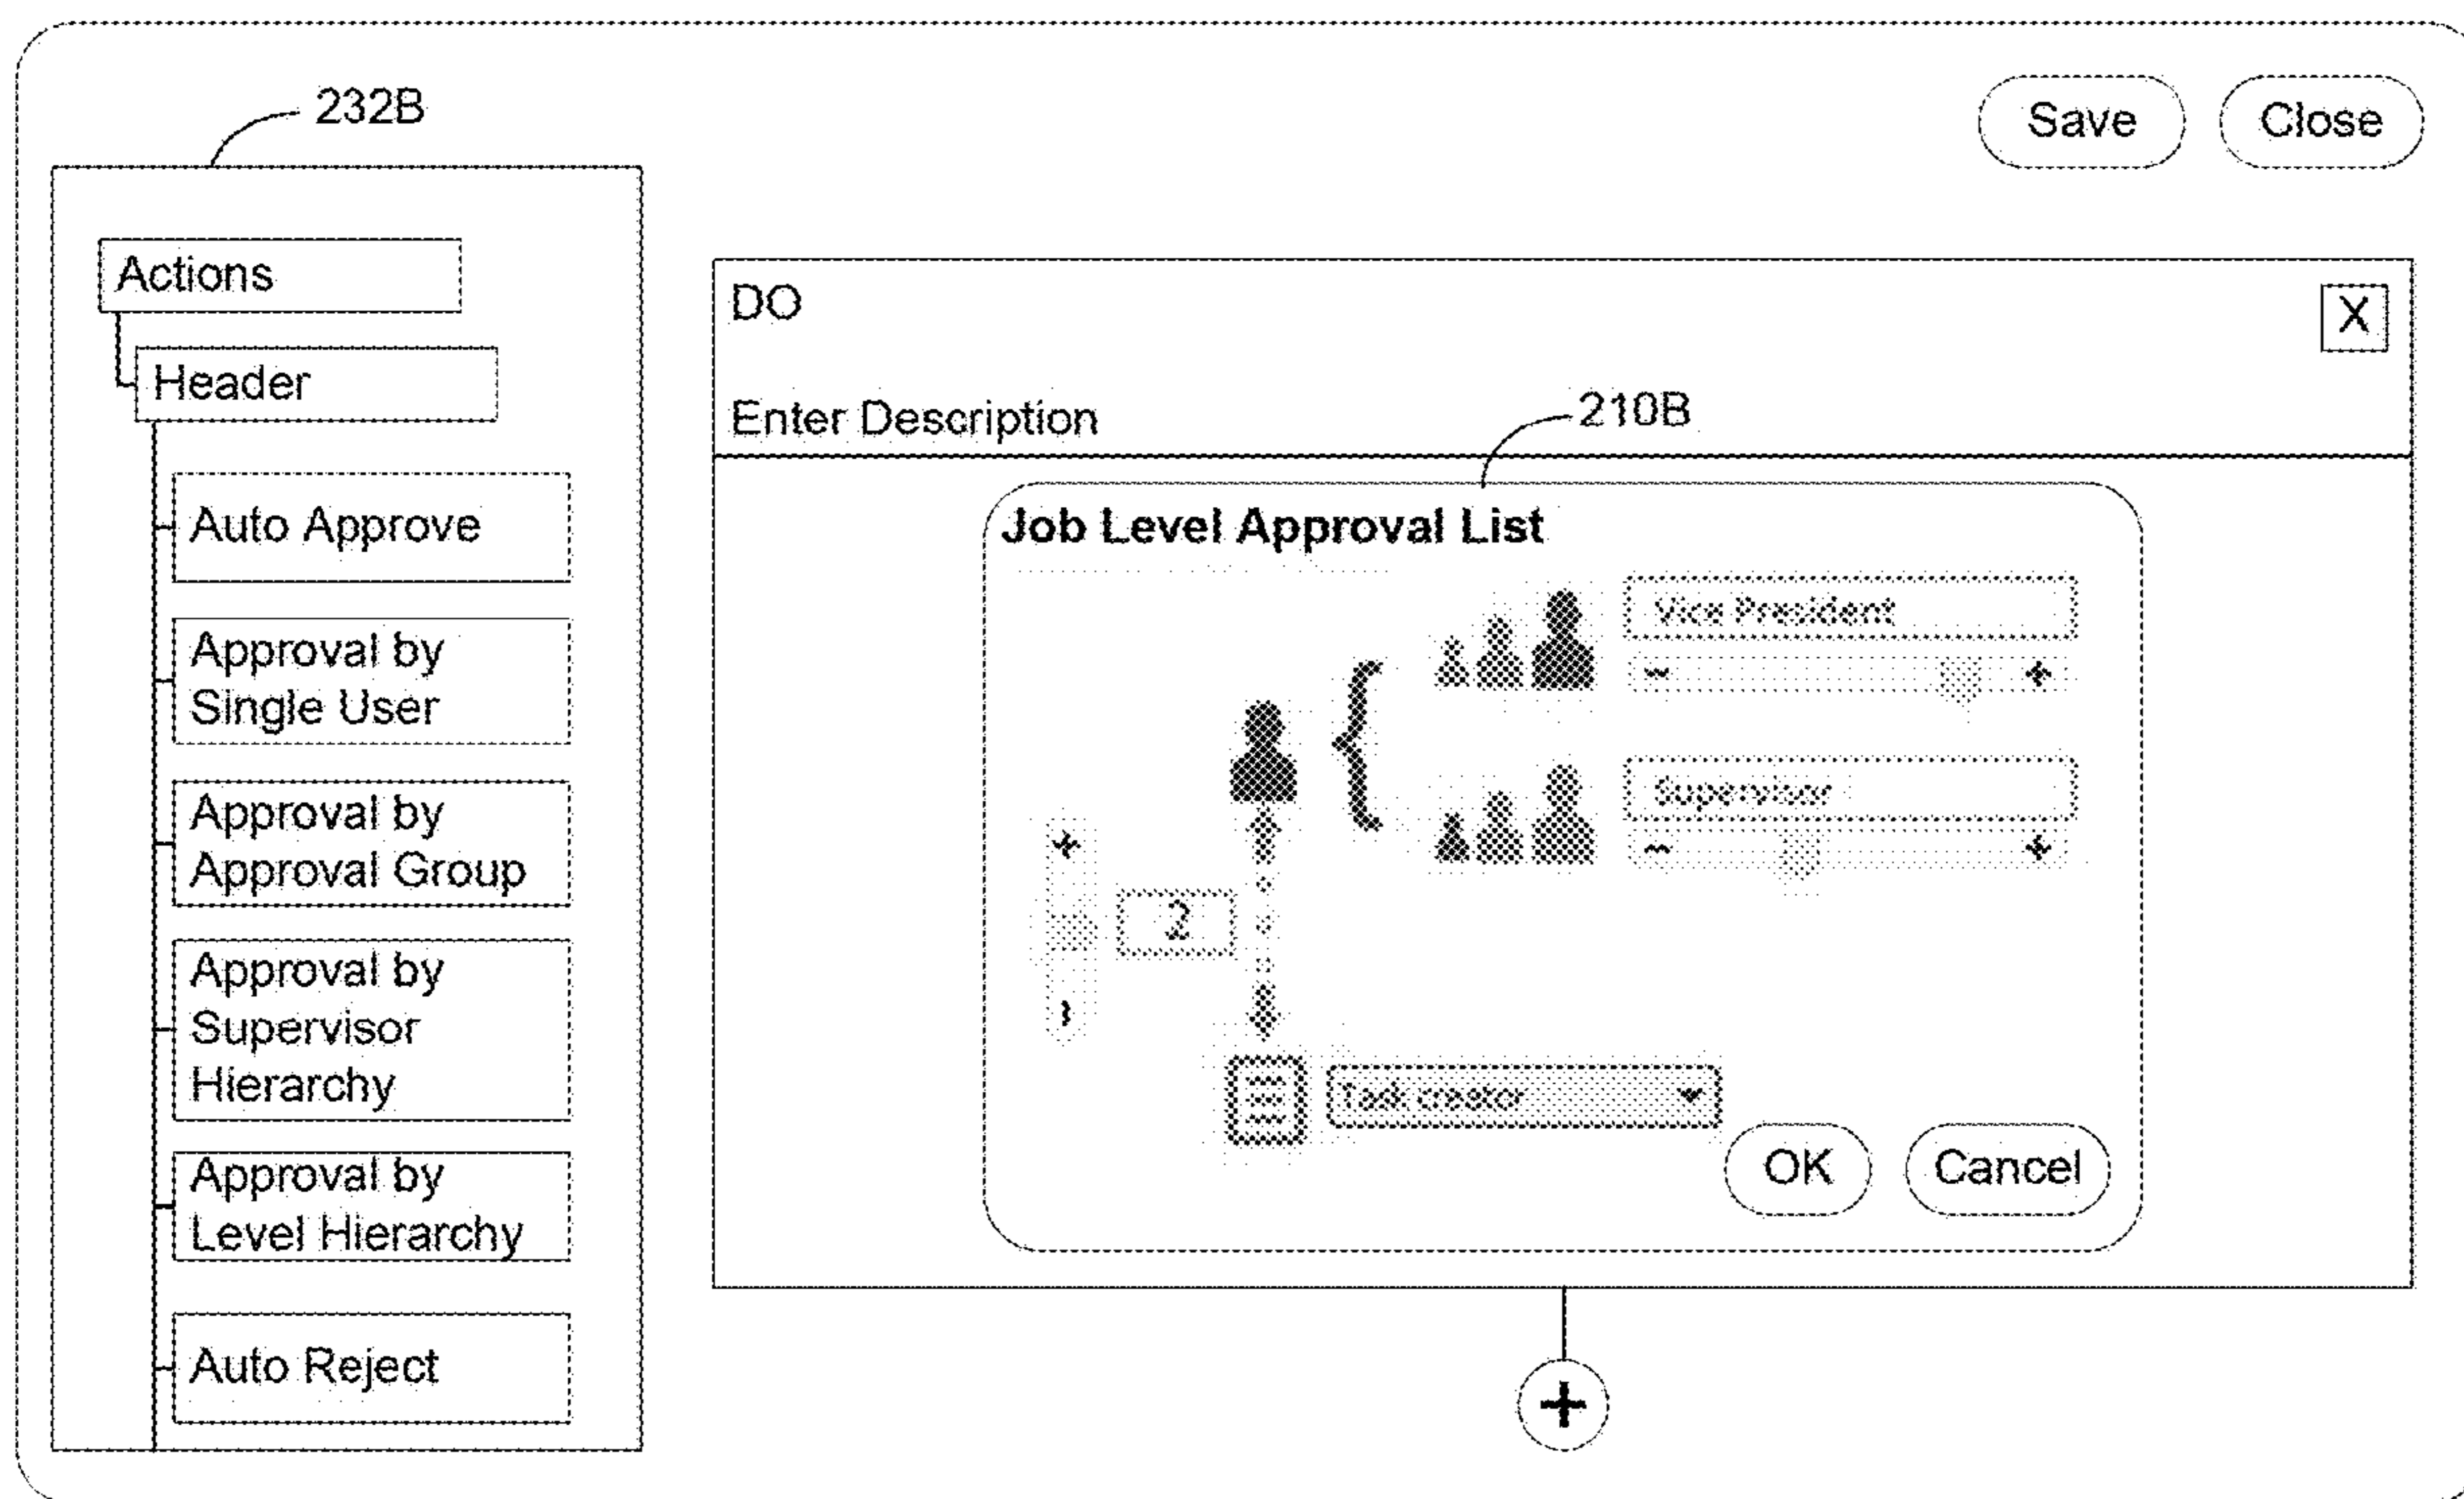 232B
Save
Close
Actions
Header
Auto Approve
Approval by
Single User
Approval by
Approval Group
Approval by
Supervisor
Hierarchy
Approval by
Level Hierarchy
Auto Reject
DO
X
Enter Description
210B
Job Level Approval List
Vice President
Supervisor
2
Task creator
OK
Cancel